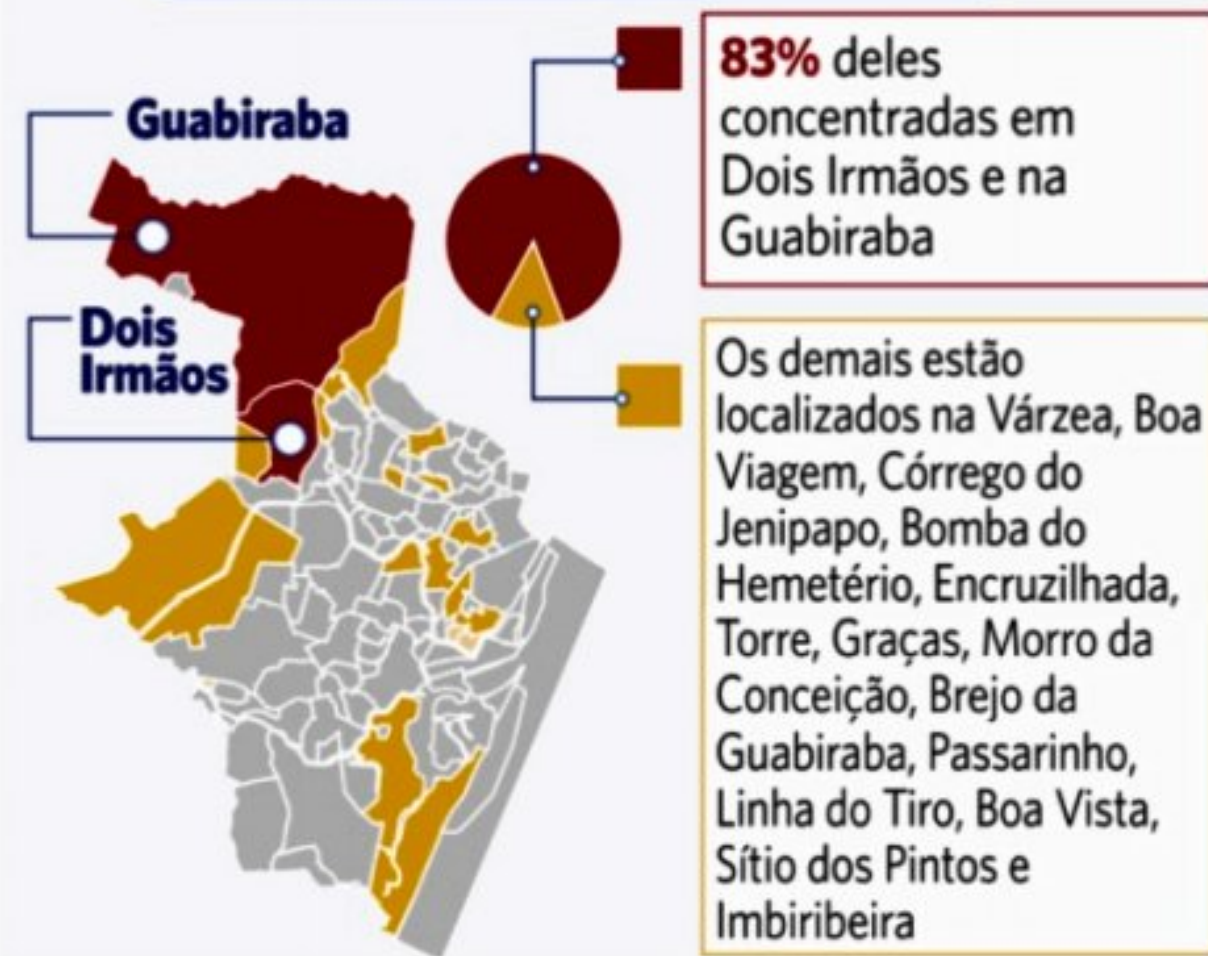 Guabiraba
Dois
Irmãos
83% deles
concentradas em
Dois Irmãos e na
Guabiraba
Os demais estão
localizados na Várzea, Boa
Viagem, Córrego do
Jenipapo, Bomba do
Hemetério, Encruzilhada,
Torre, Graças, Morro da
Conceição, Brejo da
Guabiraba, Passarinho,
Linha do Tiro, Boa Vista,
Sítio dos Pintos e
Imbiribeira